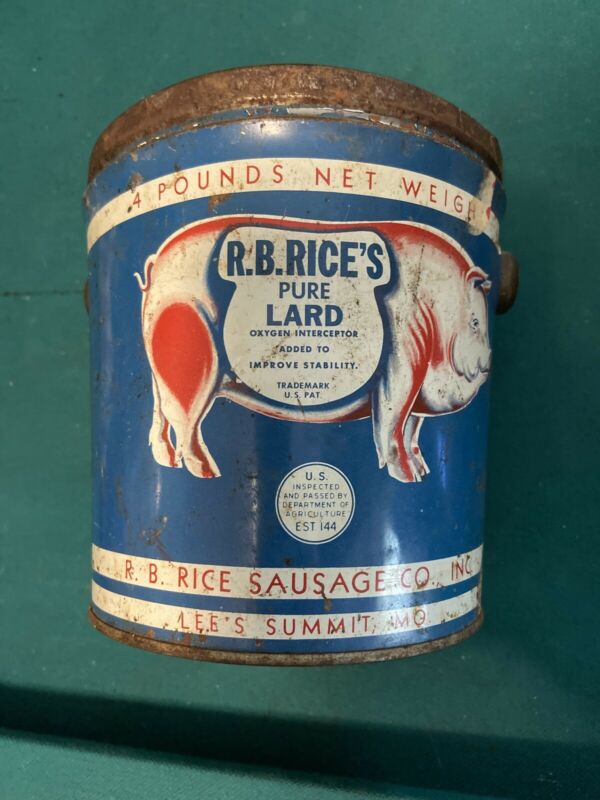 4 POUNDS NET WEIGH
R.B.RICE'S
PURE
LARD
OXYGEN INTERCEPTOR
ADDED TO
IMPROVE STABILITY.
TRADEMARK
U.S. PAT.
U.S.
INSPECTED
AND PASSED BY
DEPARTMENT OF
AGRICULTURE
EST 144
R. B. RICE SAUSAGE CO., INC.
LEE'S SUMMIT, MO.